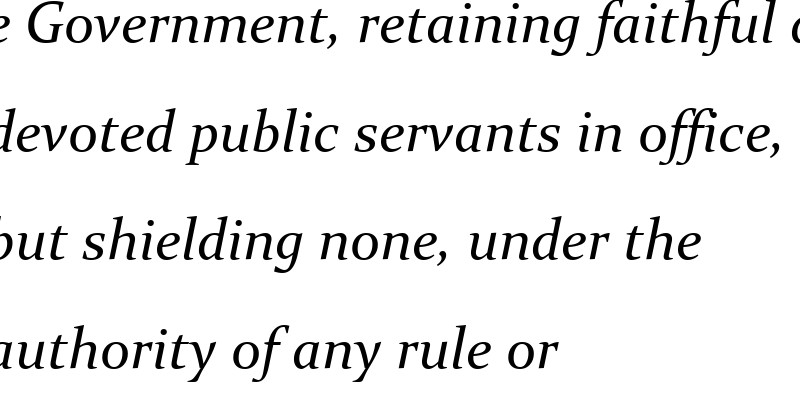 Government, retaining faithful
devoted public servants in office,
but shielding none, under the
authority of any rule or